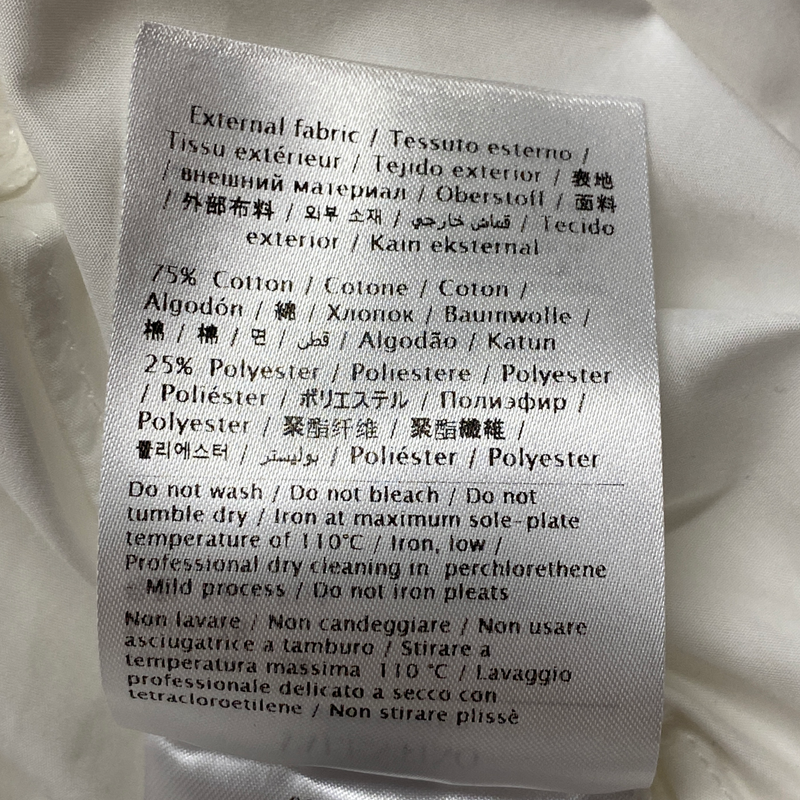 External fabric / Tessuto esterno /
Tissu extérieur / Tejido exterior / 表地
/ внешний материал / Oberstoff / 面料
/ 外部布料 / 외부 소재 / قماش خارجي / Tecido
exterior / Kain eksternal
75% Cotton / Cotone / Coton /
Algodón / 綿 / Хлопок / Baumwolle /
棉 / 棉 / 면 / قطن / Algodão / Katun
25% Polyester / Poliestere / Polyester
/ Poliéster / ポリエステル / Полиэфир /
Polyester / 聚酯纤维 / 聚酯纖維 /
폴리에스터 / بوليستر / Poliéster / Polyester
Do not wash / Do not bleach / Do not
tumble dry / Iron at maximum sole-plate
temperature of 110°C / Iron, low /
Professional dry cleaning in perchlorethene
- Mild process / Do not iron pleats
Non lavare / Non candeggiare / Non usare
asciugatrice a tamburo / Stirare a
temperatura massima 110 °C / Lavaggio
professionale delicato a secco con
tetracloroetilene / Non stirare plissè